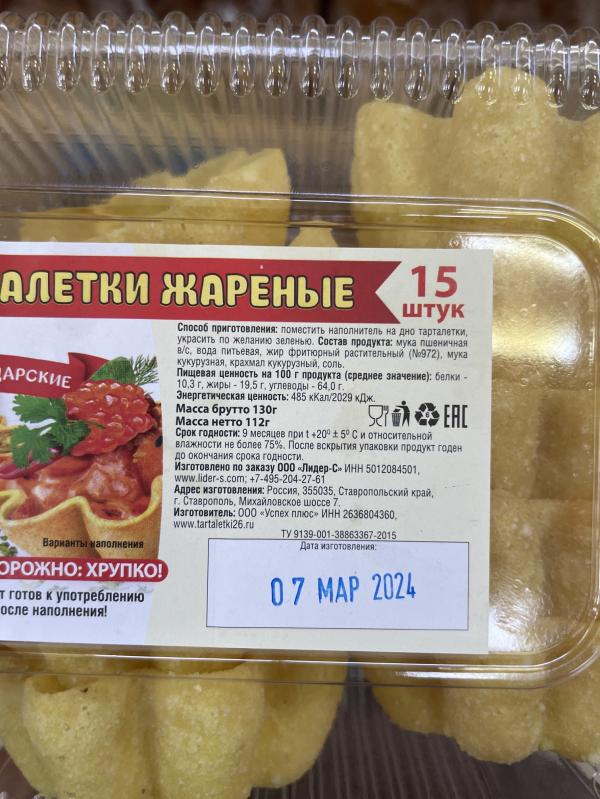 АЛЕТКИ ЖАРЕНЫЕ
15
ШТУК
Способ приготовления: поместить наполнитель на дно тарталетки,
украсить по желанию зеленью. Состав продукта: мука пшеничная
в/с, вода питьевая, жир фритюрный растительный (№972), мука
кукурузная, крахмал кукурузный, соль.
Пищевая ценность на 100 г продукта (среднее значение): белки -
10,3 г, жиры - 19,5 г, углеводы - 64,0 г.
Энергетическая ценность: 485 кКал/2029 кДж.
Масса брутто 130г
Масса нетто 112г
6
ЕАС
Срок годности: 9 месяцев при t +20° ± 5° С и относительной
влажности не более 75%. После вскрытия упаковки продукт годен
до окончания срока годности.
Изготовлено по заказу ООО «Лидер-С» ИНН 5012084501,
www.lider-s.com; +7-495-204-27-61
Адрес изготовления: Россия, 355035, Ставропольский край,
г. Ставрополь, Михайловское шоссе 7.
Изготовитель: ООО «Успех плюс» ИНН 2636804360,
www.tartaletki26.ru
ТУ 9139-001-38863367-2015
Дата изготовления:
07 МАР 2024
ДАРСКИЕ
Варианты наполнения
ОРОЖНО: ХРУПКО!
т готов к употреблению
осле наполнения!